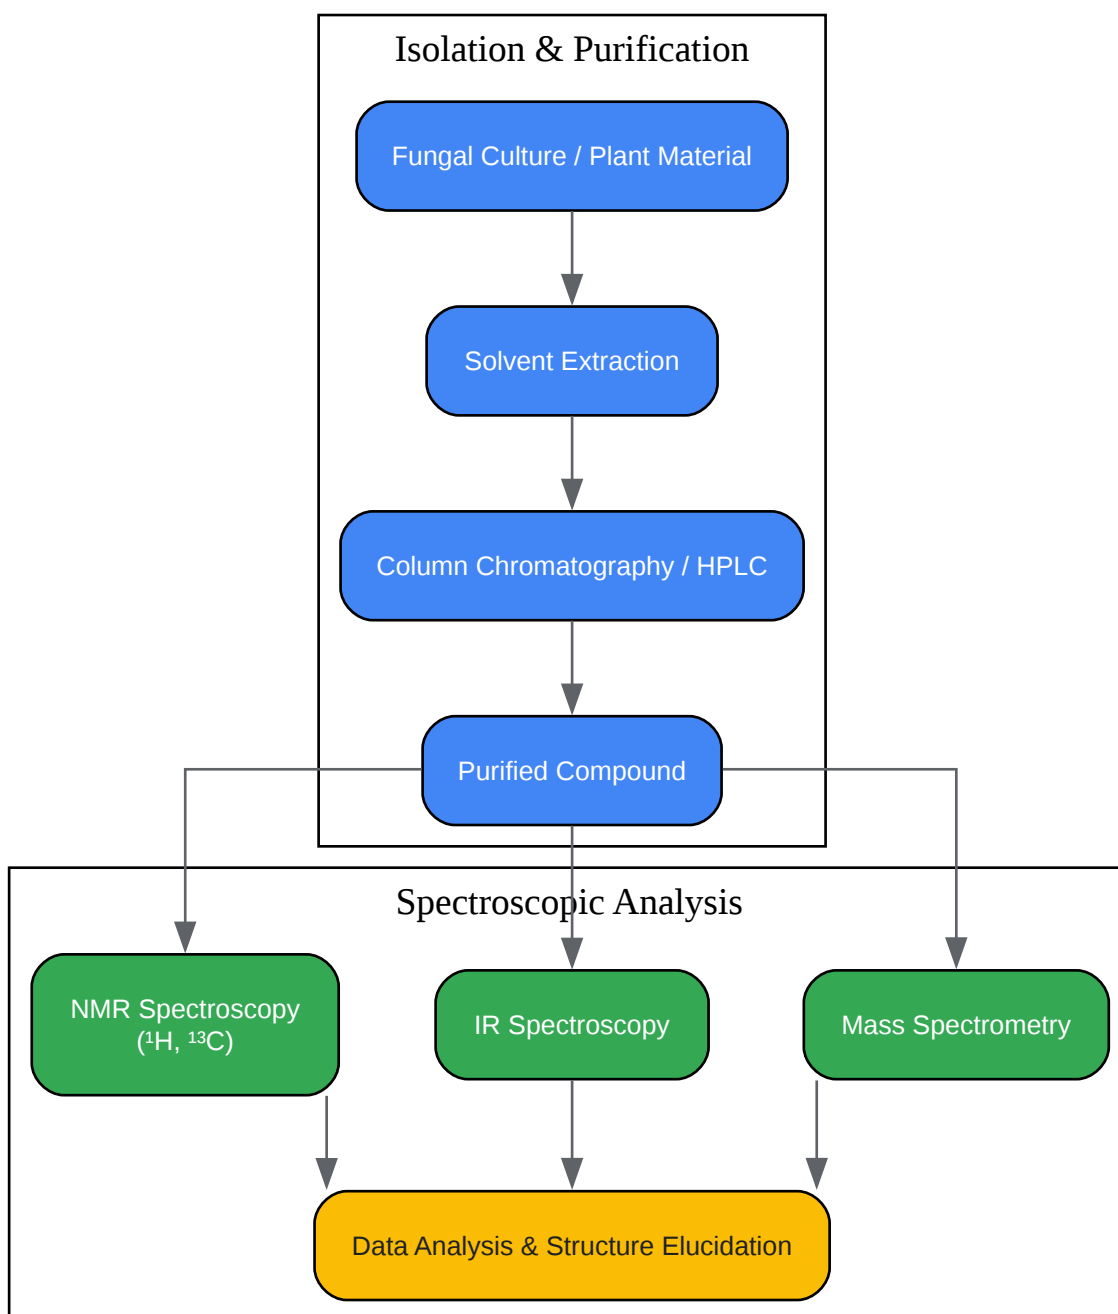 Isolation & Purification
Fungal Culture / Plant Material
Solvent Extraction
Column Chromatography / HPLC
Purified Compound
Spectroscopic Analysis
NMR Spectroscopy
(¹H, ¹³C)
IR Spectroscopy
Mass Spectrometry
Data Analysis & Structure Elucidation